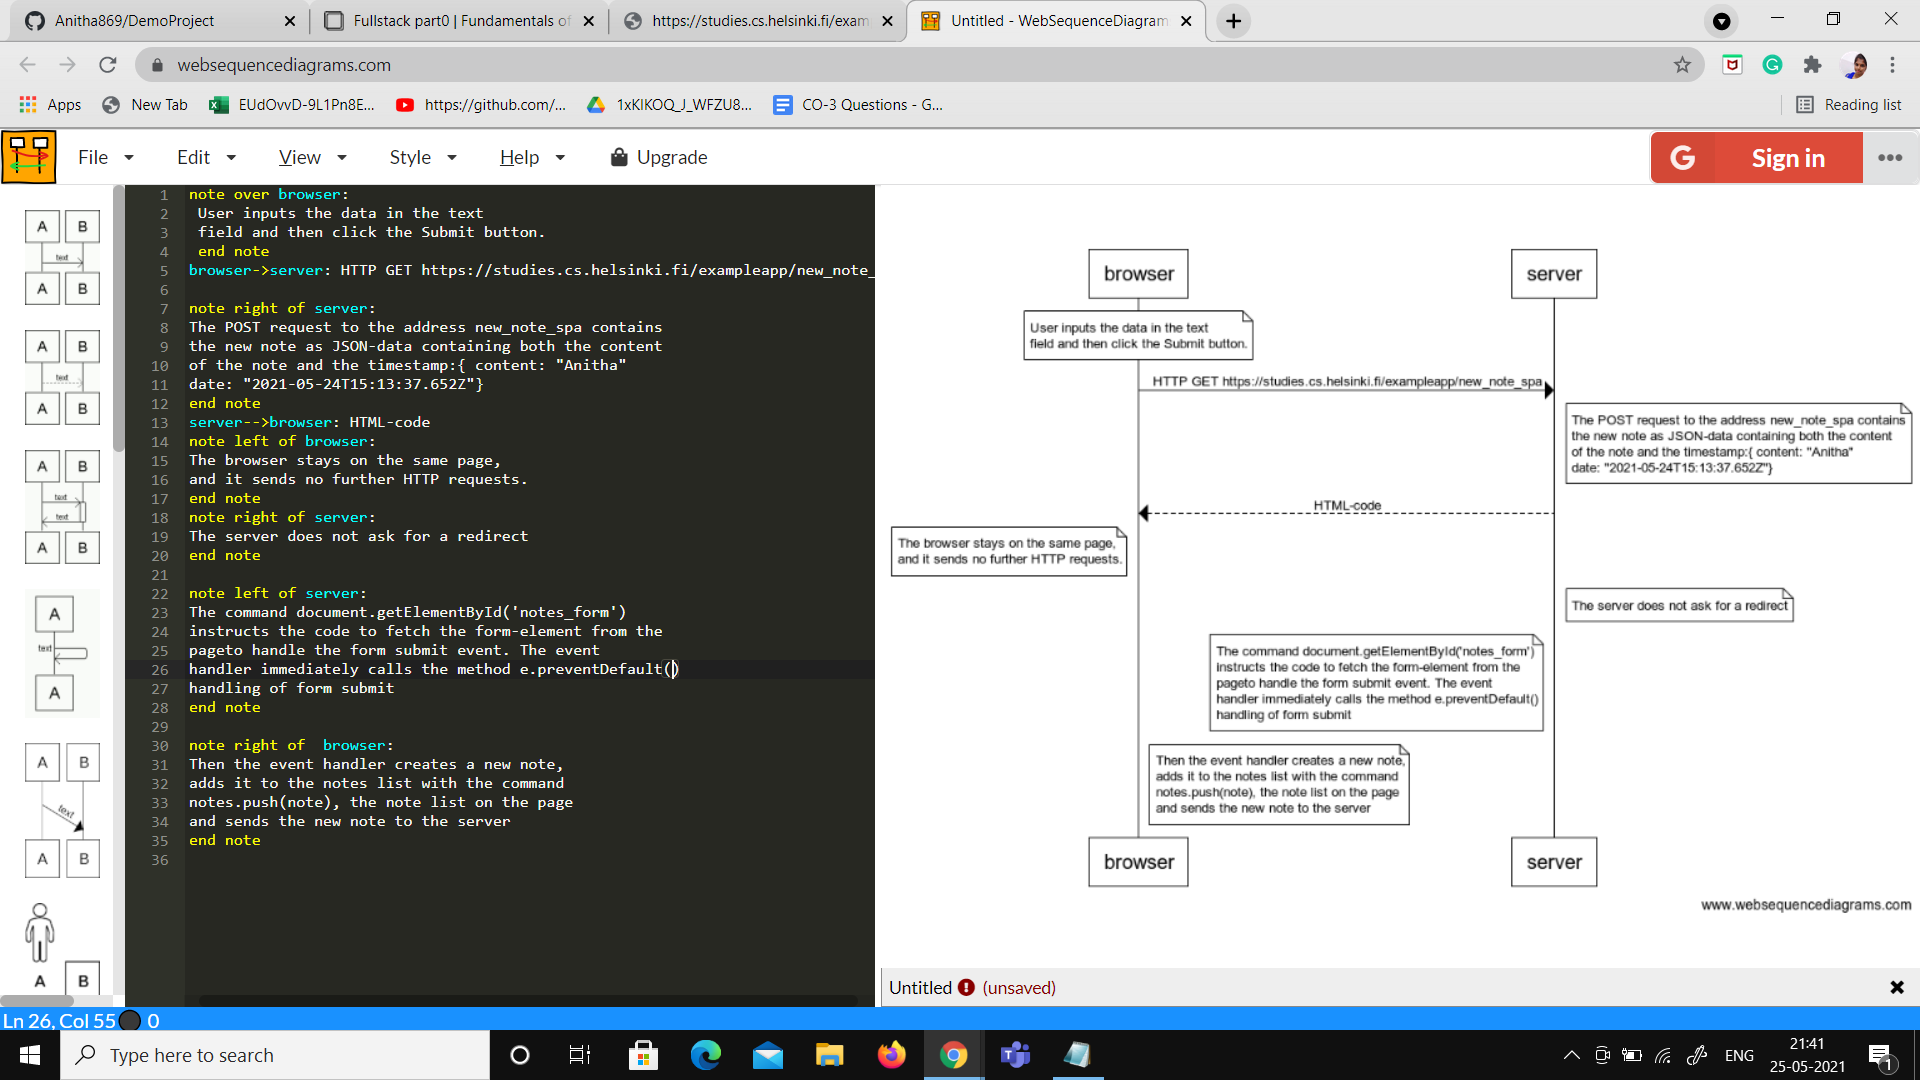 Anitha869/DemoProject
Fullstack part0 | Fundamentals of
https://studies.cs.helsinki.fi/exam
Untitled - WebSequenceDiagram
websequencediagrams.com
Apps
New Tab
EUdOvvD-9L1Pn8E...
https://github.com/...
1xKIKOQ_J_WFZU8...
CO-3 Questions - G...
Reading list
File
Edit
View
Style
Help
Upgrade
G
Sign in
A B
text
A B
A B
text
A B
A B
text
text
A B
A
text
A
A B
text
A B
A B
1 note over browser:
2 User inputs the data in the text
3 field and then click the Submit button.
4 end note
5 browser->server: HTTP GET https://studies.cs.helsinki.fi/exampleapp/new_note_
6
7 note right of server:
8 The POST request to the address new_note_spa contains
9 the new note as JSON-data containing both the content
10 of the note and the timestamp:{ content: "Anitha"
11 date: "2021-05-24T15:13:37.652Z"}
12 end note
13 server-->browser: HTML-code
14 note left of browser:
15 The browser stays on the same page,
16 and it sends no further HTTP requests.
17 end note
18 note right of server:
19 The server does not ask for a redirect
20 end note
21
22 note left of server:
23 The command document.getElementById('notes_form')
24 instructs the code to fetch the form-element from the
25 pageto handle the form submit event. The event
26 handler immediately calls the method e.preventDefault()
27 handling of form submit
28 end note
29
30 note right of  browser:
31 Then the event handler creates a new note,
32 adds it to the notes list with the command
33 notes.push(note), the note list on the page
34 and sends the new note to the server
35 end note
36
browser
server
User inputs the data in the text
field and then click the Submit button.
HTTP GET https://studies.cs.helsinki.fi/exampleapp/new_note_spa
The POST request to the address new_note_spa contains
the new note as JSON-data containing both the content
of the note and the timestamp:{ content: "Anitha"
date: "2021-05-24T15:13:37.652Z"}
HTML-code
The browser stays on the same page,
and it sends no further HTTP requests.
The server does not ask for a redirect
The command document.getElementById('notes_form')
instructs the code to fetch the form-element from the
pageto handle the form submit event. The event
handler immediately calls the method e.preventDefault()
handling of form submit
Then the event handler creates a new note,
adds it to the notes list with the command
notes.push(note), the note list on the page
and sends the new note to the server
browser
server
www.websequencediagrams.com
Untitled (unsaved)
Ln 26, Col 55 0
Type here to search
ENG
21:41
25-05-2021
1